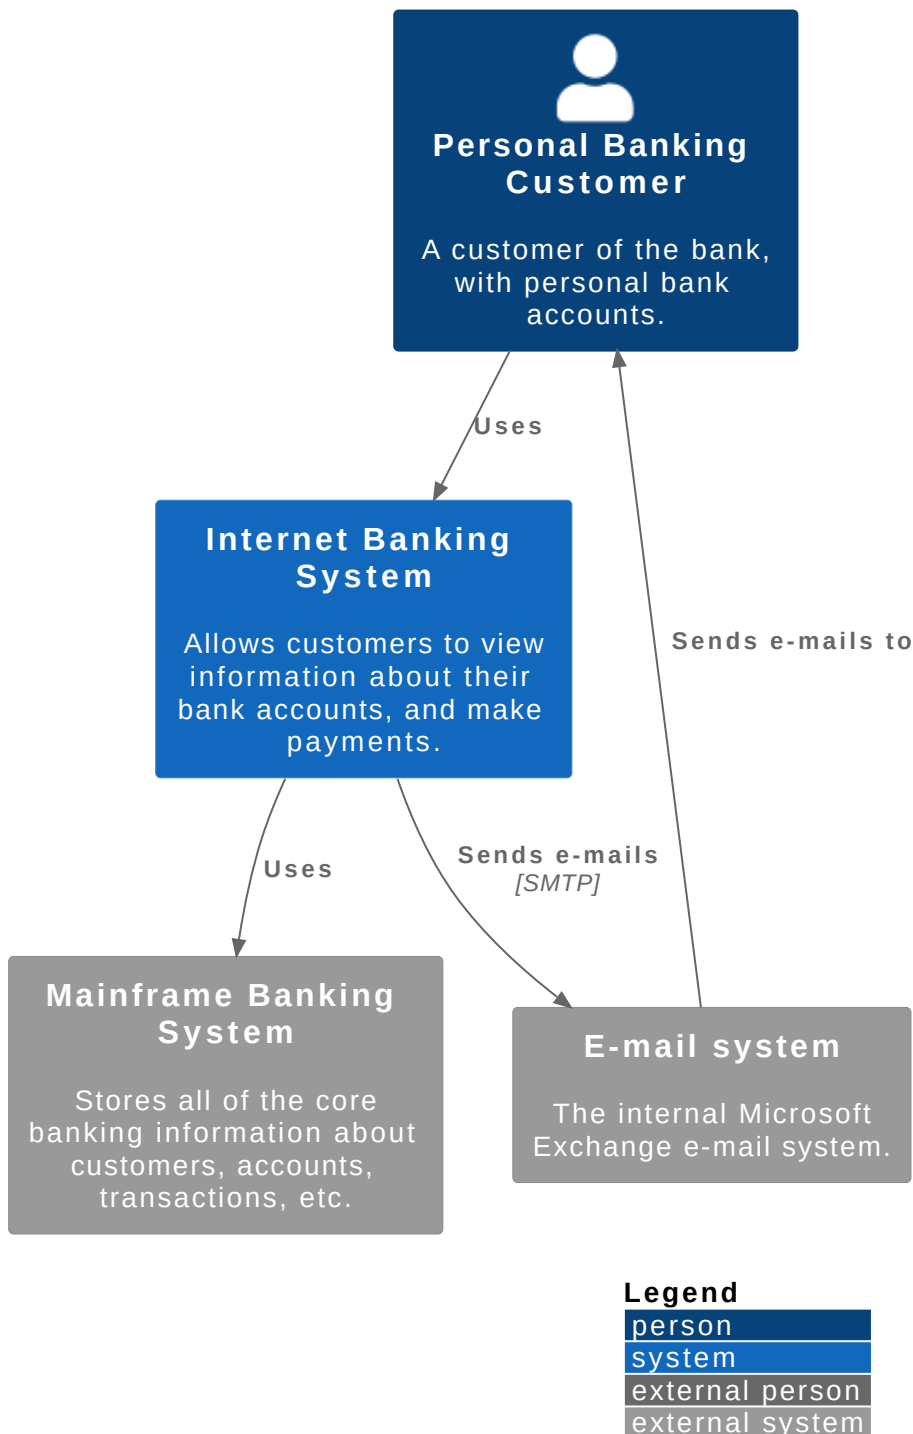 Personal Banking
Customer
A customer of the bank,
with personal bank
accounts.
Uses
Internet Banking
System
Allows customers to view
information about their
bank accounts, and make
payments.
Sends e-mails to
Uses
Sends e-mails
[SMTP]
Mainframe Banking
System
Stores all of the core
banking information about
customers, accounts,
transactions, etc.
E-mail system
The internal Microsoft
Exchange e-mail system.
Legend
person
system
external person
external system